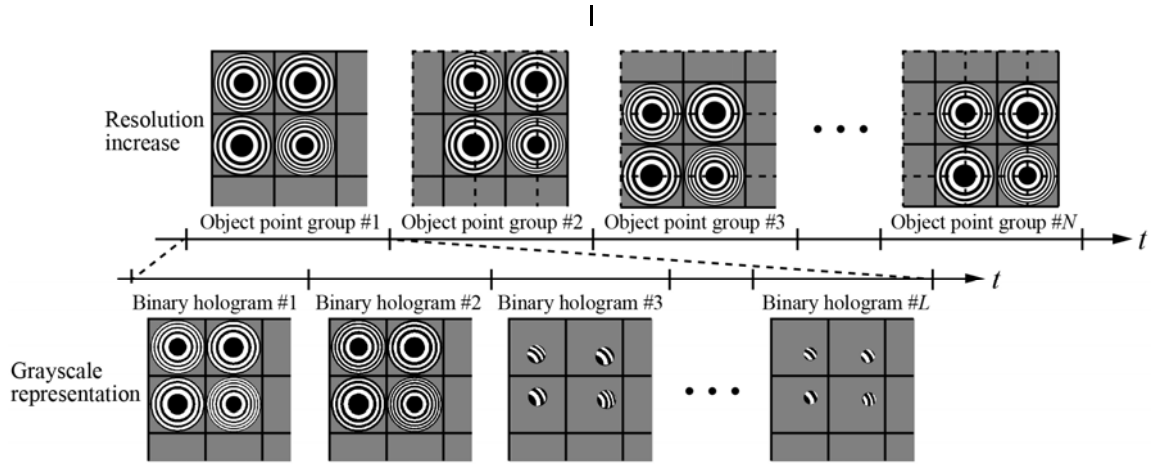 Resolution
increase
Object point group #1
Object point group #2
Object point group #3
Object point group #N
t
t
Binary hologram #1
Binary hologram #2
Binary hologram #3
Binary hologram #L
Grayscale
representation